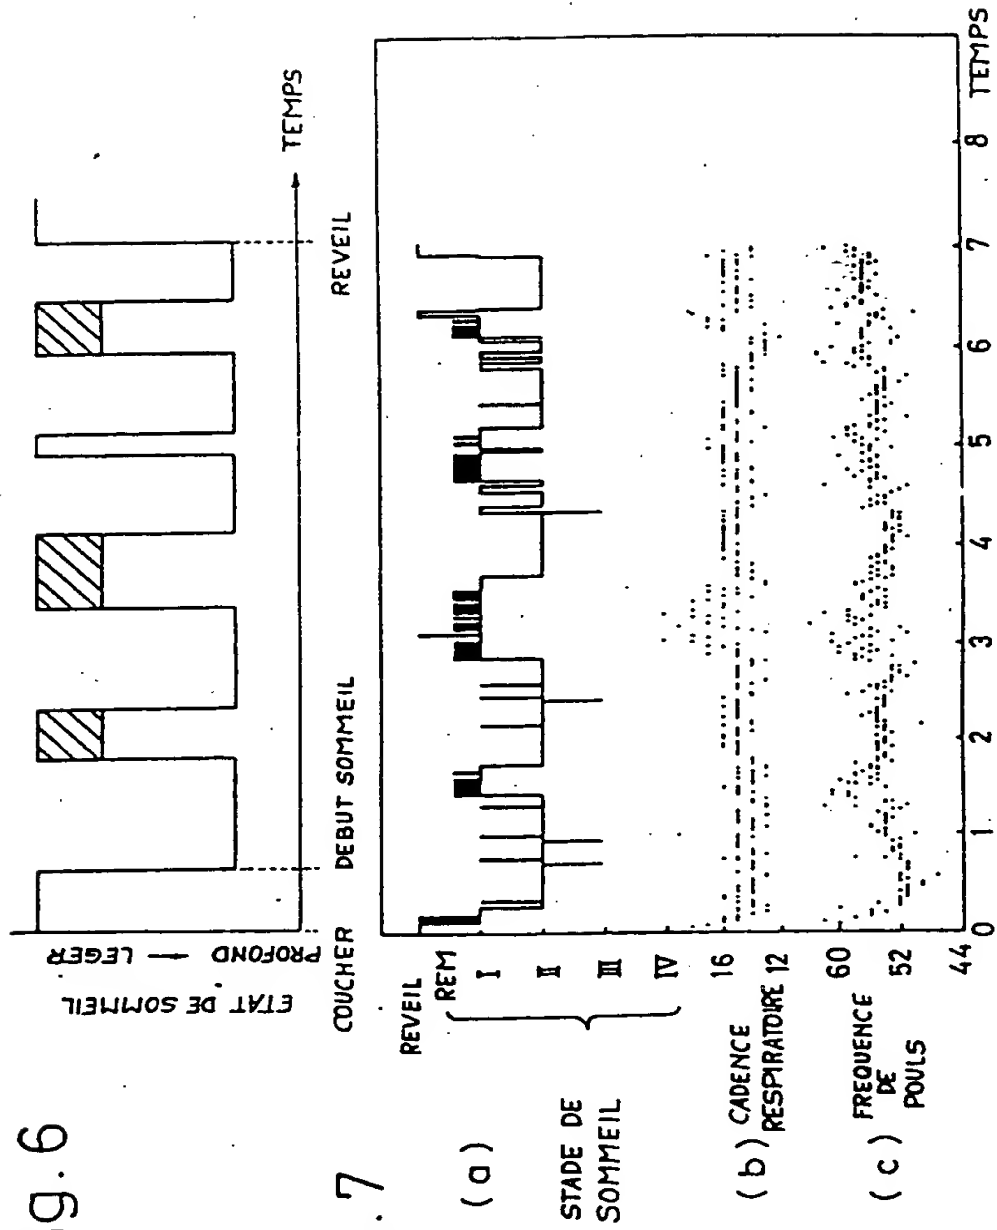 g.6
ETAT DE SOMMEIL
PROFOND ← LEGER
TEMPS
COUCHER
DEBUT SOMMEIL
REVEIL
.7
(a)
STADE DE
SOMMEIL
REVEIL
REM
I
II
III
IV
(b) CADENCE
RESPIRATOIRE
16
12
(c) FREQUENCE
DE
POULS
60
52
44
0 1 2 3 4 5 6 7 8 TEMPS